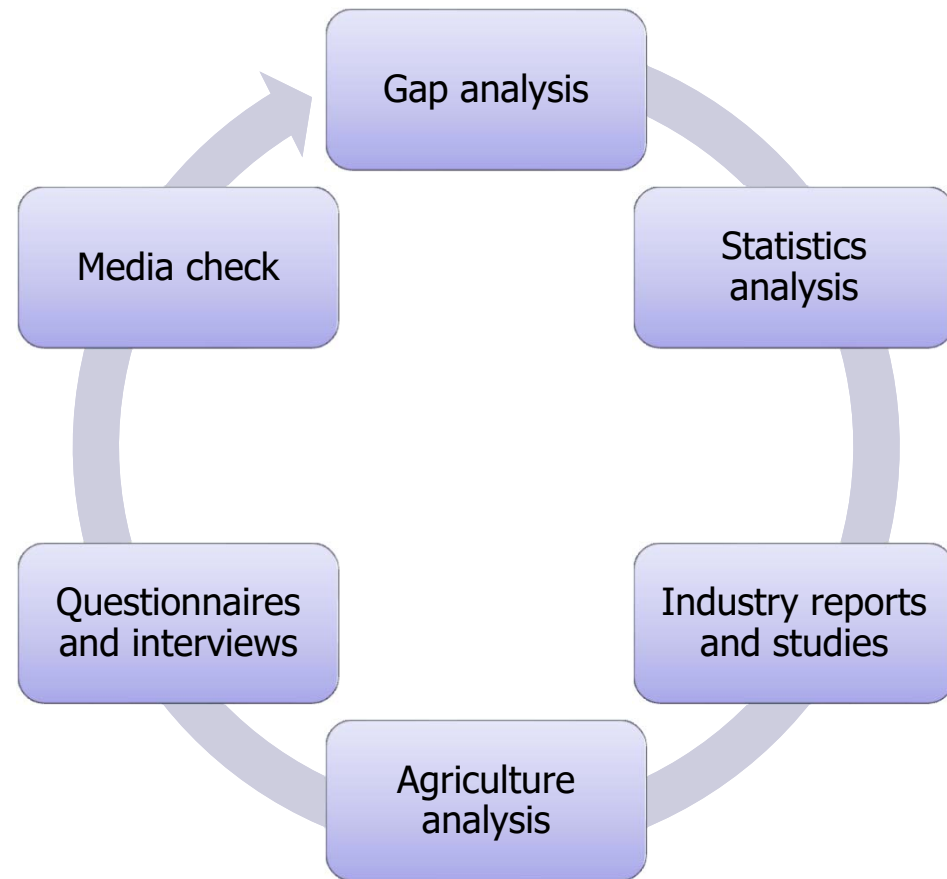 Gap analysis
Statistics
analysis
Industry reports
and studies
Agriculture
analysis
Questionnaires
and interviews
Media check